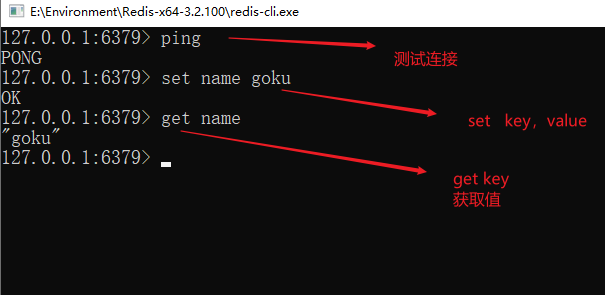 E:\Environment\Redis-x64-3.2.100\redis-cli.exe
127.0.0.1:6379> ping
测试连接
PONG
127.0.0.1:6379> set name goku
OK
set key，value
127.0.0.1:6379> get name
"goku"
127.0.0.1:6379>
get key
获取值